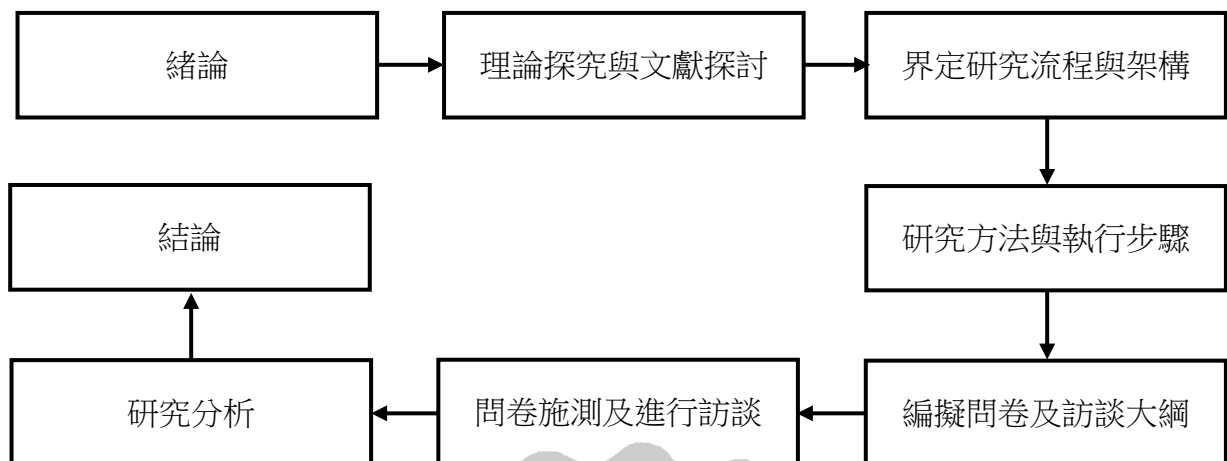 緒論
理論探究與文獻探討
界定研究流程與架構
研究方法與執行步驟
編擬問卷及訪談大綱
問卷施測及進行訪談
研究分析
結論